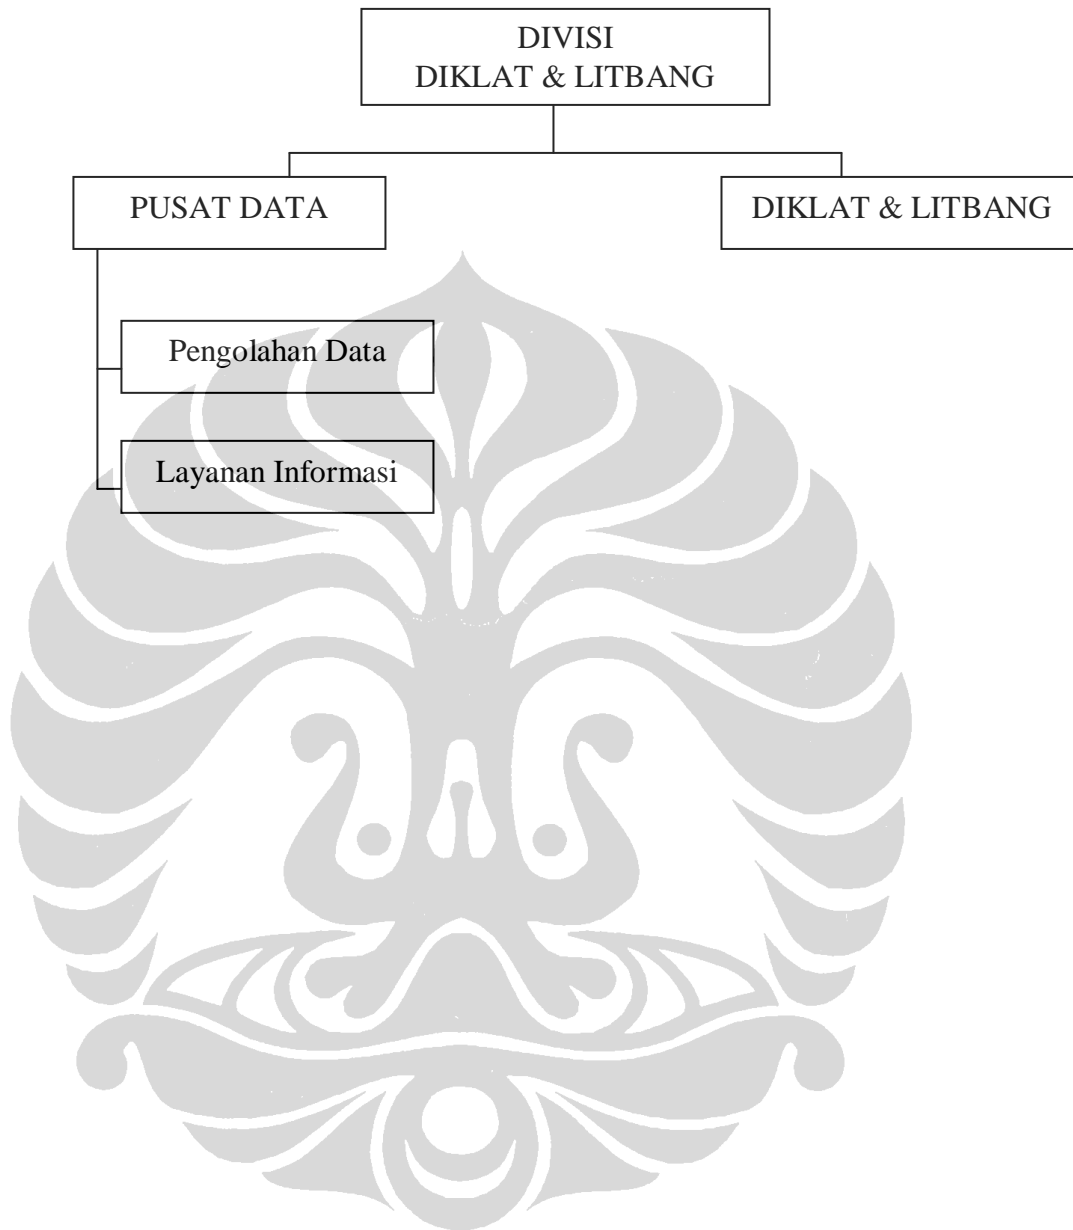 DIVISI
DIKLAT & LITBANG
PUSAT DATA
DIKLAT & LITBANG
Pengolahan Data
Layanan Informasi